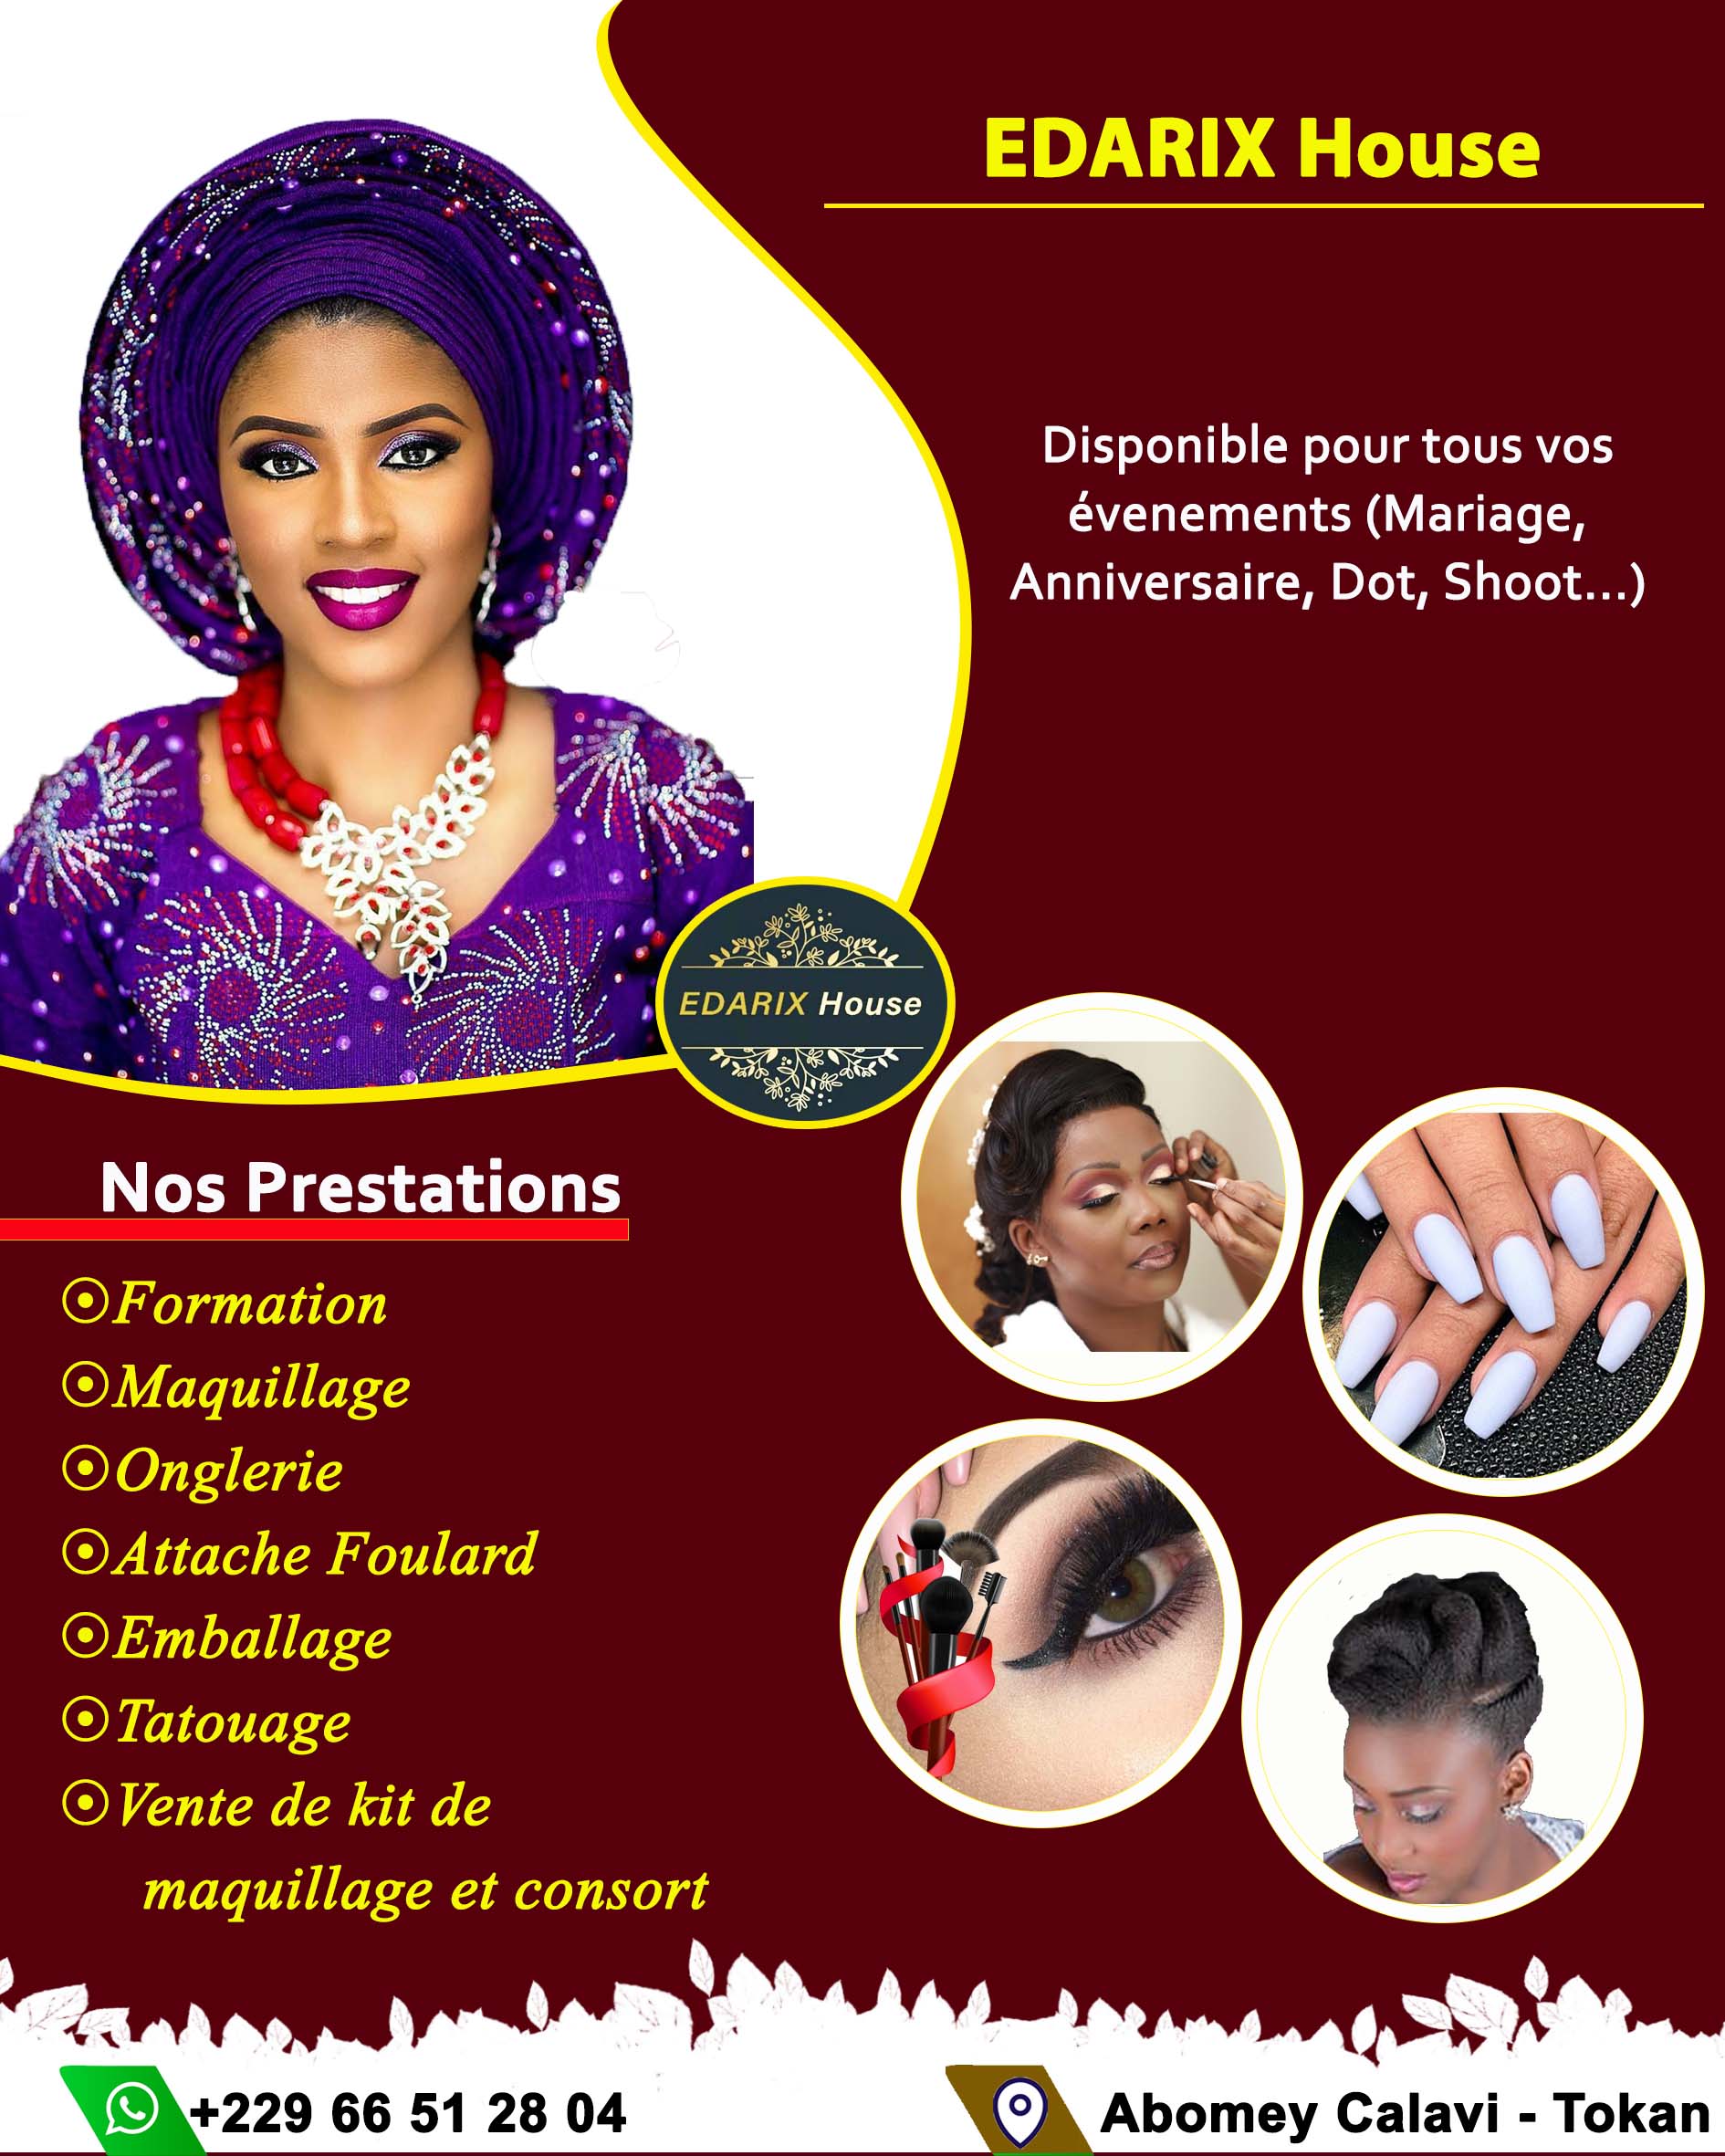 EDARIX House
Disponible pour tous vos
évenements (Mariage,
Anniversaire, Dot, Shoot...)
EDARIX House
Nos Prestations
Formation
Maquillage
Onglerie
Attache Foulard
Emballage
Tatouage
Vente de kit de
maquillage et consort
+229 66 51 28 04
Abomey Calavi - Tokan